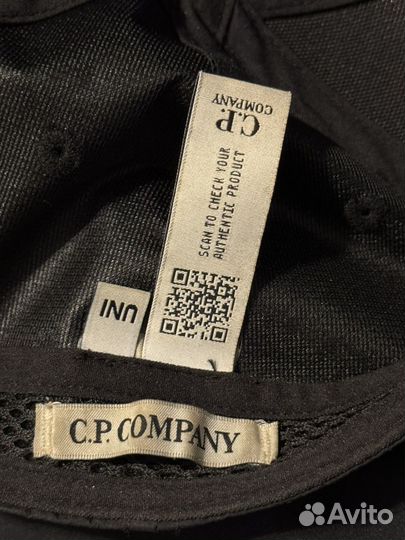 C.P.
COMPANY
SCAN TO CHECK YOUR
AUTHENTIC PRODUCT
UNI
C.P. COMPANY
Avito